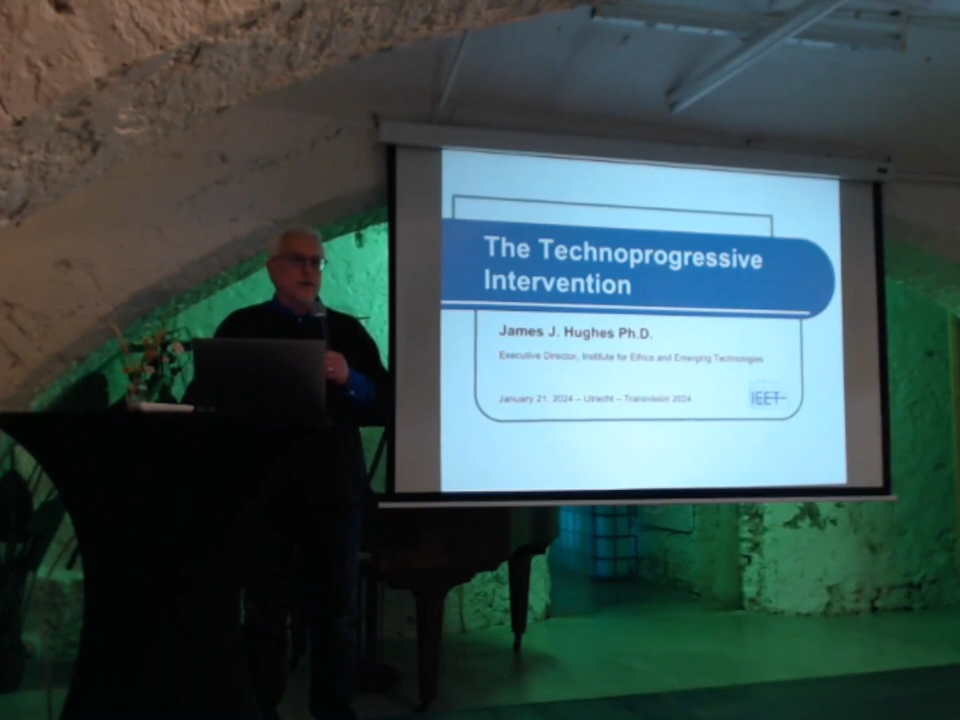 The Technoprogressive
Intervention
James J. Hughes Ph.D.
Executive Director, Institute for Ethics and Emerging Technologies
January 21, 2024 – Utrecht – Transvision 2024
IEET